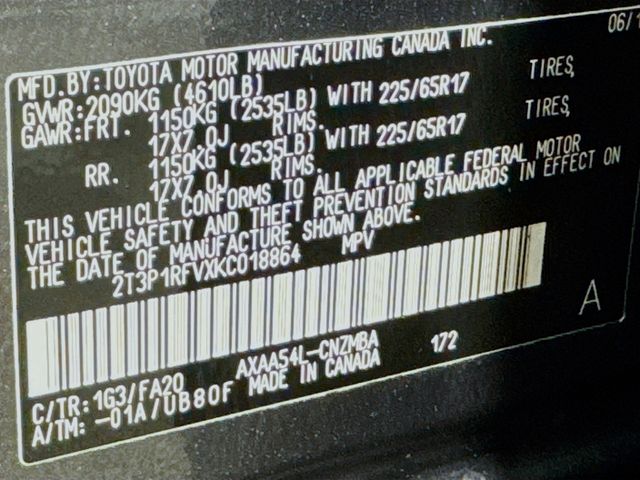 06/1
MFD.BY:TOYOTA MOTOR MANUFACTURING CANADA INC.
GVWR:2090KG (4610LB)
GAWR:FRT. 1150KG (2535LB) WITH 225/65R17 TIRES,
17X7.0J RIMS.
RR. 1150KG (2535LB) WITH 225/65R17 TIRES,
17X7.0J RIMS.
THIS VEHICLE CONFORMS TO ALL APPLICABLE FEDERAL MOTOR
VEHICLE SAFETY AND THEFT PREVENTION STANDARDS IN EFFECT ON
THE DATE OF MANUFACTURE SHOWN ABOVE.
2T3P1RFVXKC018864 MPV
A
AXAA54L-CNZMBA 172
C/TR: 1G3/FA20 MADE IN CANADA
A/TM: -01A/UB80F